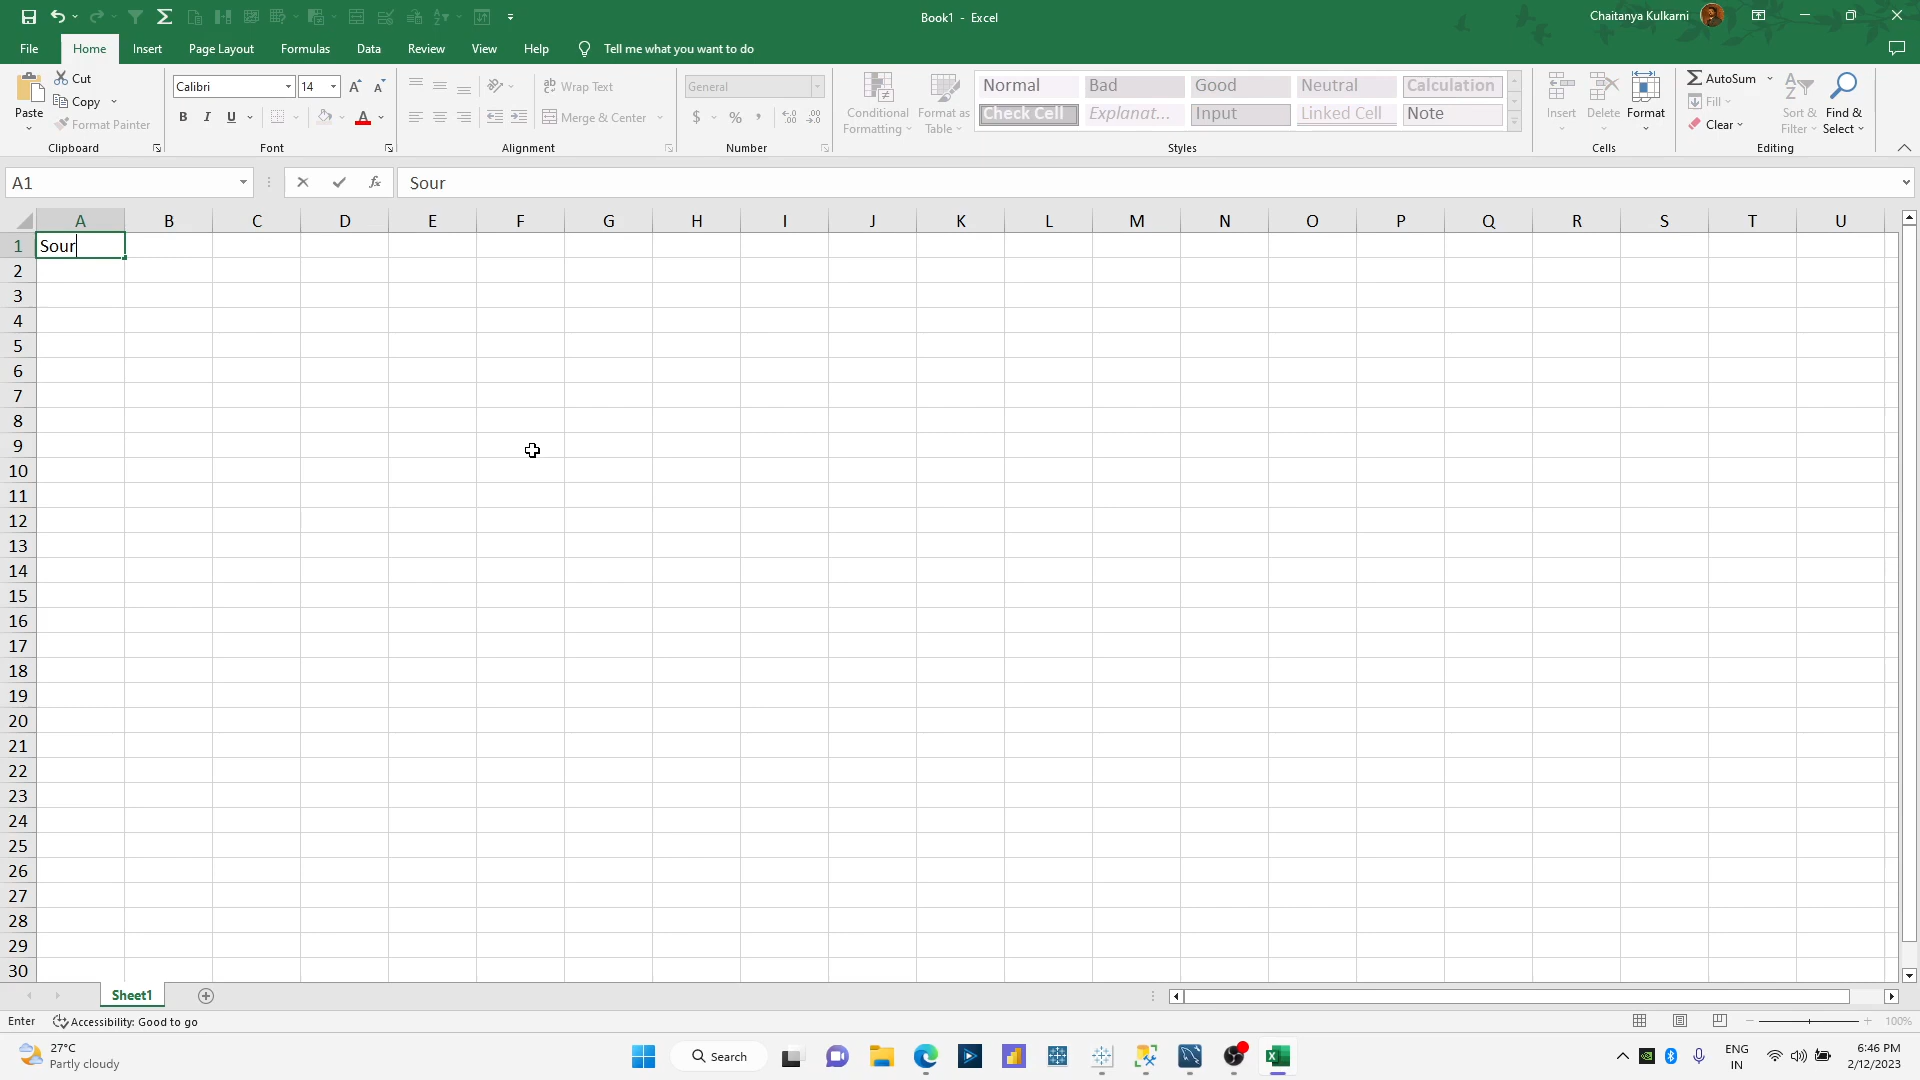 Book1 - Excel
Chaitanya Kulkarni
File Home Insert Page Layout Formulas Data Review View Help Tell me what you want to do
Paste
Cut
Copy
Format Painter
Clipboard
Calibri 14
B I U
Font
Wrap Text
Merge & Center
Alignment
General
$ % ,
Number
Conditional Formatting
Format as Table
Normal Bad Good Neutral Calculation
Check Cell Explanat... Input Linked Cell Note
Styles
Insert Delete Format
Cells
AutoSum
Fill
Clear
Sort & Filter
Find & Select
Editing
A1 fx Sour
A B C D E F G H I J K L M N O P Q R S T U
1 Sour
2
3
4
5
6
7
8
9
10
11
12
13
14
15
16
17
18
19
20
21
22
23
24
25
26
27
28
29
30
Sheet1
Enter Accessibility: Good to go 100%
27°C
Partly cloudy
Search
ENG
IN
6:46 PM
2/12/2023